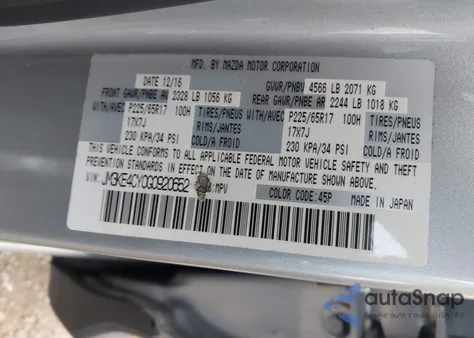 MFD. BY MAZDA MOTOR CORPORATION
DATE 12/16 GVWR/PNBV 4566 LB 2071 KG
FRONT GAWR/PNBE AV 2328 LB 1056 KG REAR GAWR/PNBE AR 2244 LB 1018 KG
WITH/AVEC P225/65R17 100H TIRES/PNEUS WITH/AVEC P225/65R17 100H TIRES/PNEUS
17X7J RIMS/JANTES 17X7J RIMS/JANTES
230 KPA/34 PSI COLD/A FROID 230 KPA/34 PSI COLD/A FROID
THIS VEHICLE CONFORMS TO ALL APPLICABLE FEDERAL MOTOR VEHICLE SAFETY AND THEFT
PREVENTION STANDARDS IN EFFECT ON THE DATE OF MANUFACTURE SHOWN ABOVE.
VIN: :MPV COLOR CODE: 45P MADE IN JAPAN
autoSnap